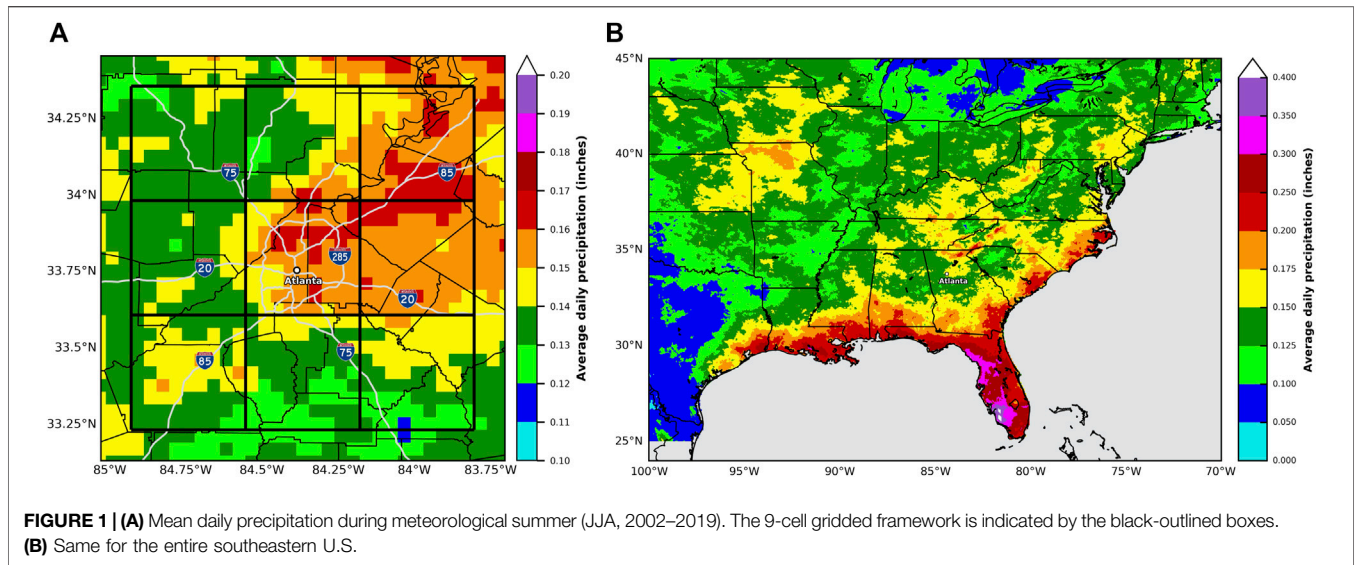 A
B
34.25°N
34°N
33.75°N
33.5°N
33.25°N
85°W
84.75°W
84.5°W
84.25°W
84°W
83.75°W
75
85
285
20
Atlanta
20
85
75
0.20
0.19
0.18
0.17
0.16
0.15
0.14
0.13
0.12
0.11
0.10
Average daily precipitation (inches)
45°N
40°N
35°N
30°N
25°N
100°W
95°W
90°W
85°W
80°W
75°W
70°W
Atlanta
0.400
0.350
0.300
0.250
0.200
0.175
0.150
0.125
0.100
0.050
0.000
Average daily precipitation (inches)
FIGURE 1 | (A) Mean daily precipitation during meteorological summer (JJA, 2002–2019). The 9-cell gridded framework is indicated by the black-outlined boxes.
(B) Same for the entire southeastern U.S.